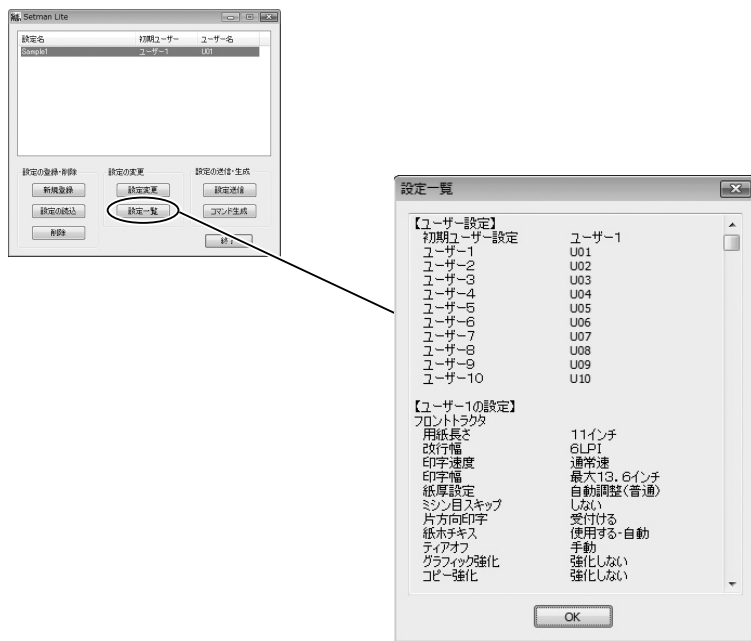 Setman Lite
設定名 初期ユーザー ユーザー名
Sample1 ユーザー1 U01
設定の登録・削除 設定の変更 設定の送信・生成
新規登録 設定変更 設定送信
設定の読込 設定一覧 コマンド生成
削除
終了
設定一覧
【ユーザー設定】
初期ユーザー設定 ユーザー1
ユーザー1 U01
ユーザー2 U02
ユーザー3 U03
ユーザー4 U04
ユーザー5 U05
ユーザー6 U06
ユーザー7 U07
ユーザー8 U08
ユーザー9 U09
ユーザー10 U10
【ユーザー1の設定】
フロントトラクタ
用紙長さ 11インチ
改行幅 6LPI
印字速度 通常速
印字幅 最大13.6インチ
紙厚設定 自動調整(普通)
ミシン目スキップ しない
片方向印字 受付ける
紙ホチキス 使用する-自動
ティアオフ 手動
グラフィック強化 強化しない
コピー強化 強化しない
OK